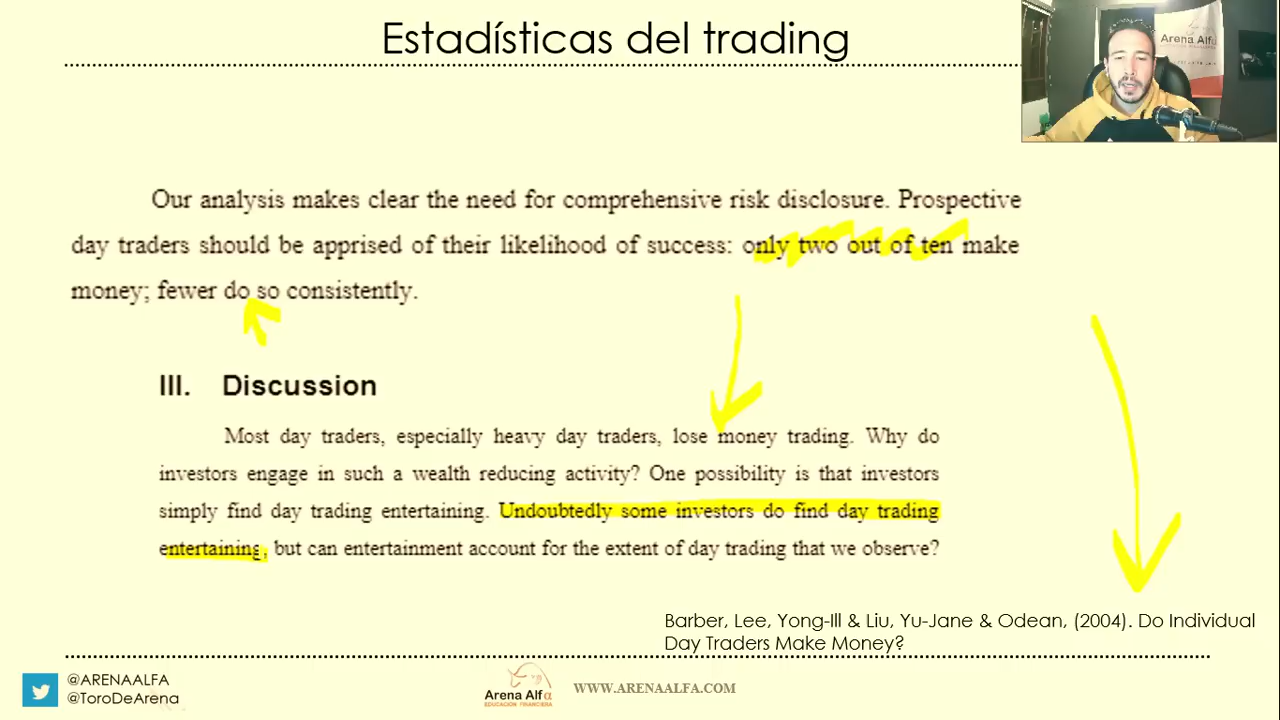 Estadísticas del trading
Arena Alfα
Our analysis makes clear the need for comprehensive risk disclosure. Prospective
day traders should be apprised of their likelihood of success: only two out of ten make
money; fewer do so consistently.
III. Discussion
Most day traders, especially heavy day traders, lose money trading. Why do
investors engage in such a wealth reducing activity? One possibility is that investors
simply find day trading entertaining. Undoubtedly some investors do find day trading
entertaining, but can entertainment account for the extent of day trading that we observe?
Barber, Lee, Yong-Ill & Liu, Yu-Jane & Odean, (2004). Do Individual
Day Traders Make Money?
@ARENAALFA
@ToroDeArena
Arena Alfα
EDUCACIÓN FINANCIERA
WWW.ARENAALFA.COM